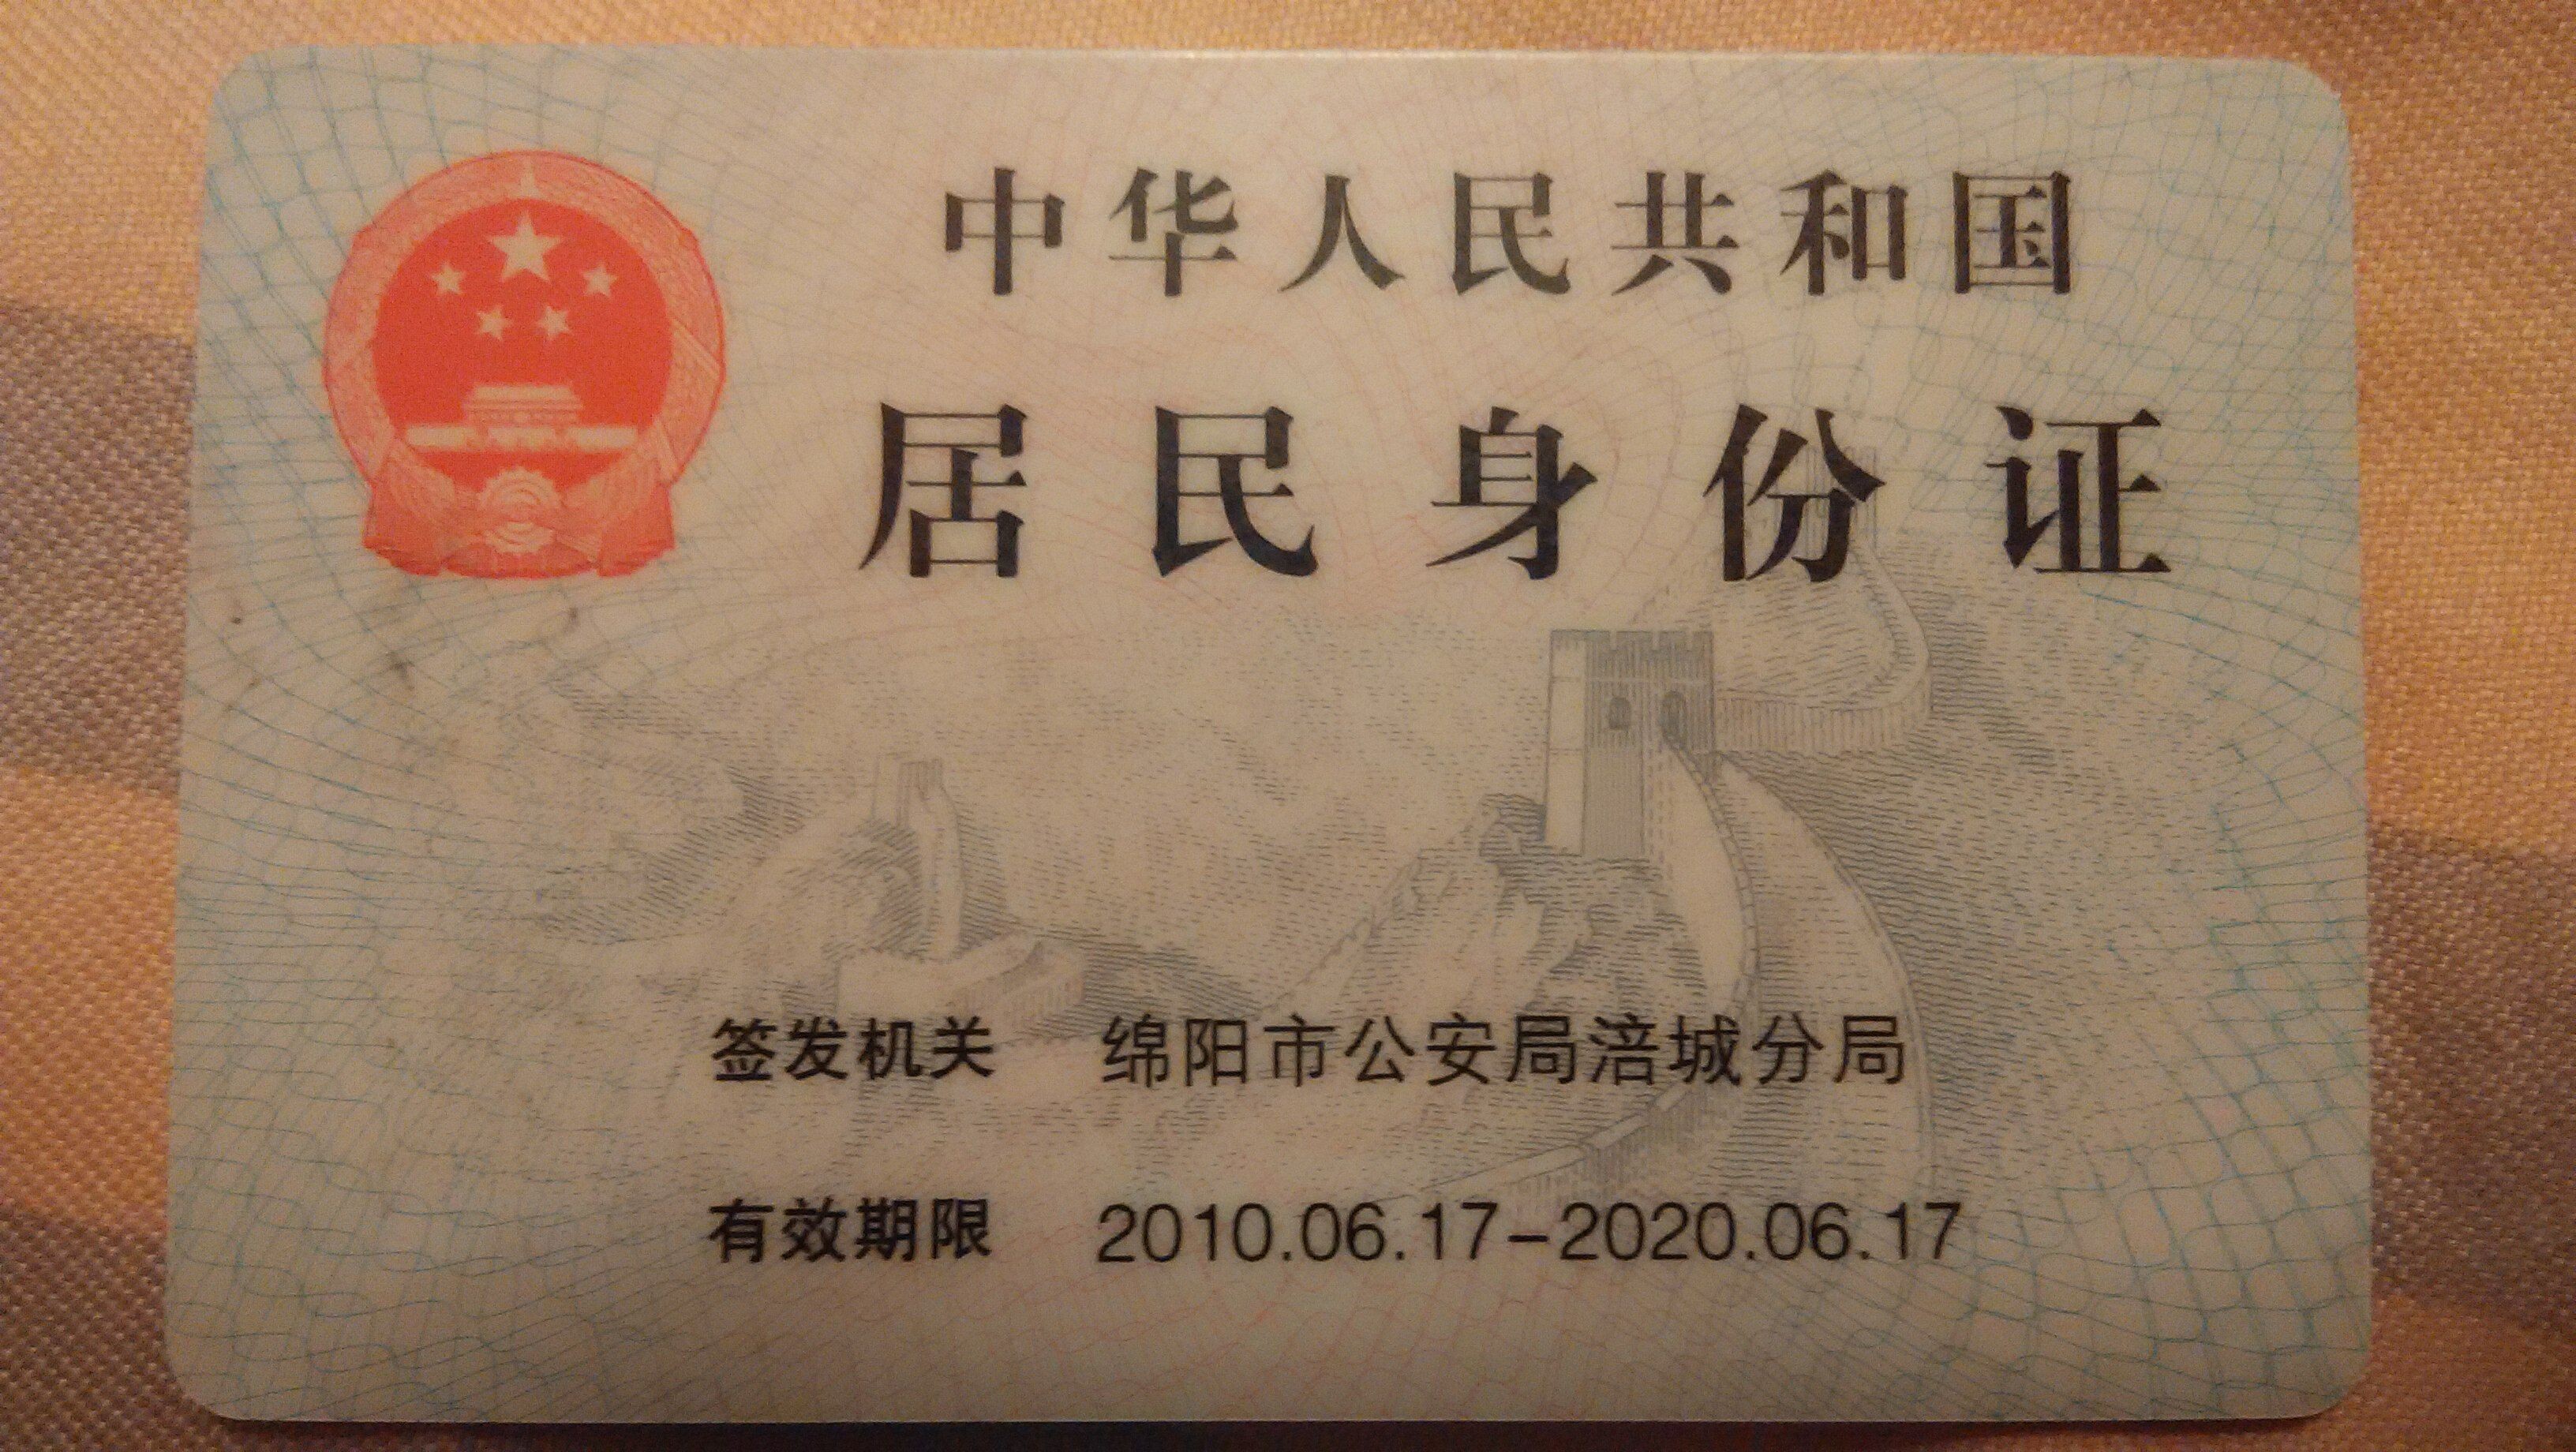 中华人民共和国
居民身份证
签发机关 绵阳市公安局涪城分局
有效期限 2010.06.17-2020.06.17